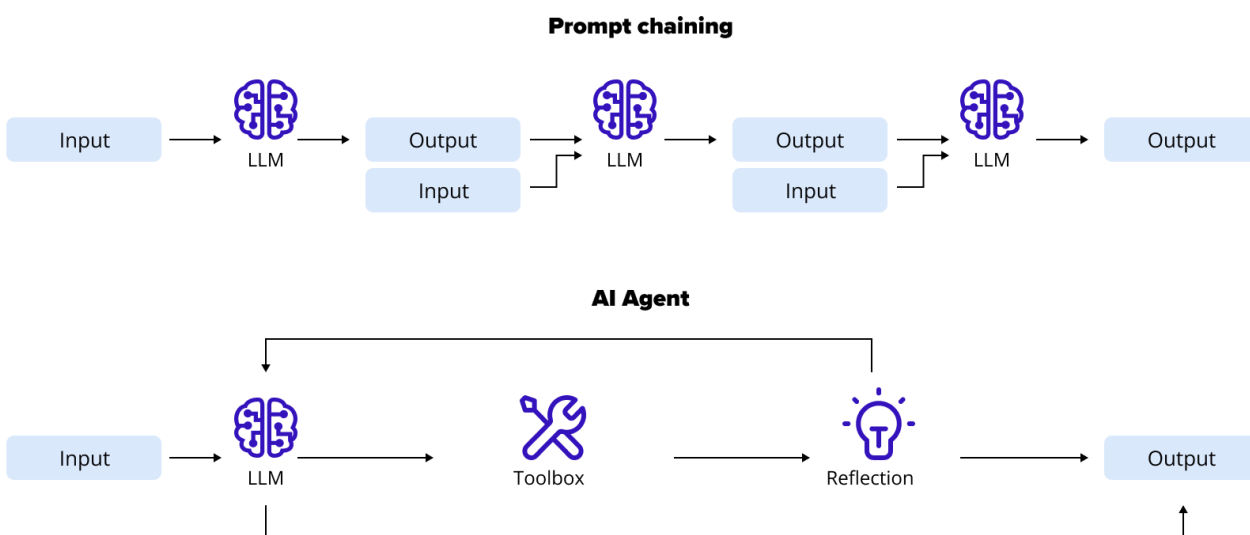 Prompt chaining
Input
LLM
Output
Input
LLM
Output
Input
LLM
Output
AI Agent
Input
LLM
Toolbox
Reflection
Output